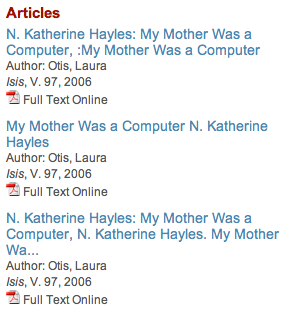 Articles
N. Katherine Hayles: My Mother Was a
Computer, :My Mother Was a Computer
Author: Otis, Laura
Isis, V. 97, 2006
Full Text Online
My Mother Was a Computer N. Katherine
Hayles
Author: Otis, Laura
Isis, V. 97, 2006
Full Text Online
N. Katherine Hayles: My Mother Was a
Computer, N. Katherine Hayles. My Mother
Wa...
Author: Otis, Laura
Isis, V. 97, 2006
Full Text Online